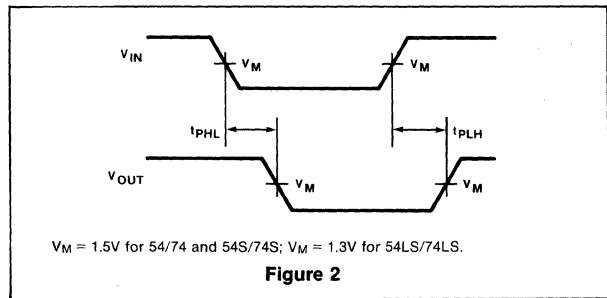 VIN
VM
VM
tPHL
tPLH
VOUT
VM
VM
VM = 1.5V for 54/74 and 54S/74S; VM = 1.3V for 54LS/74LS.
Figure 2